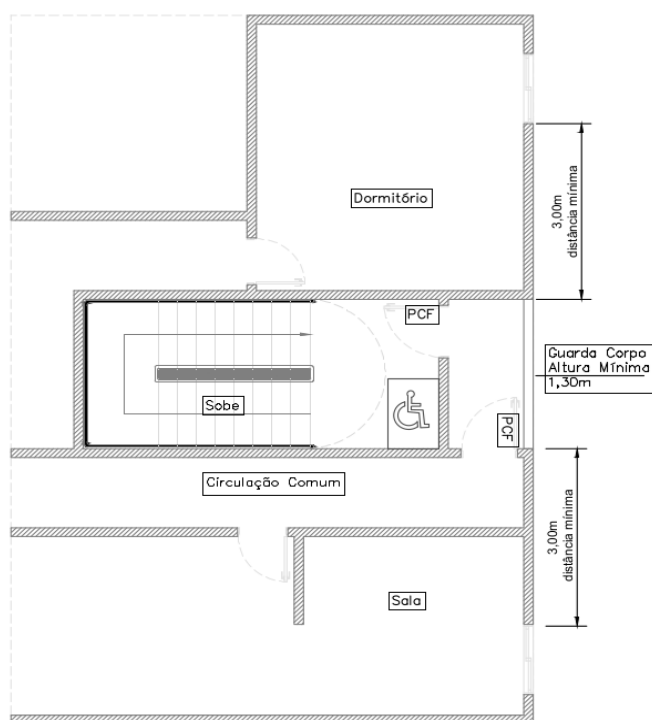 Dormitório
3,00m
distância mínima
PCF
Guarda Corpo
Altura Mínima
1,30m
Sobe
PCF
Circulação Comum
3,00m
distância mínima
Sala